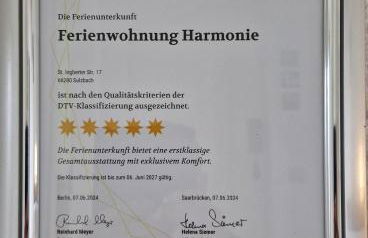 Die Ferienunterkunft
Ferienwohnung Harmonie
St. Ingberter Str. 17
66280 Sulzbach
ist nach den Qualitätskriterien der
DTV-Klassifizierung ausgezeichnet.
Die Ferienunterkunft bietet eine erstklassige
Gesamtausstattung mit exklusivem Komfort.
Die Klassifizierung ist bis zum 06. Juni 2027 gültig.
Berlin, 07.06.2024 Saarbrücken, 07.06.2024
Reinhard Meyer Helena Siemer